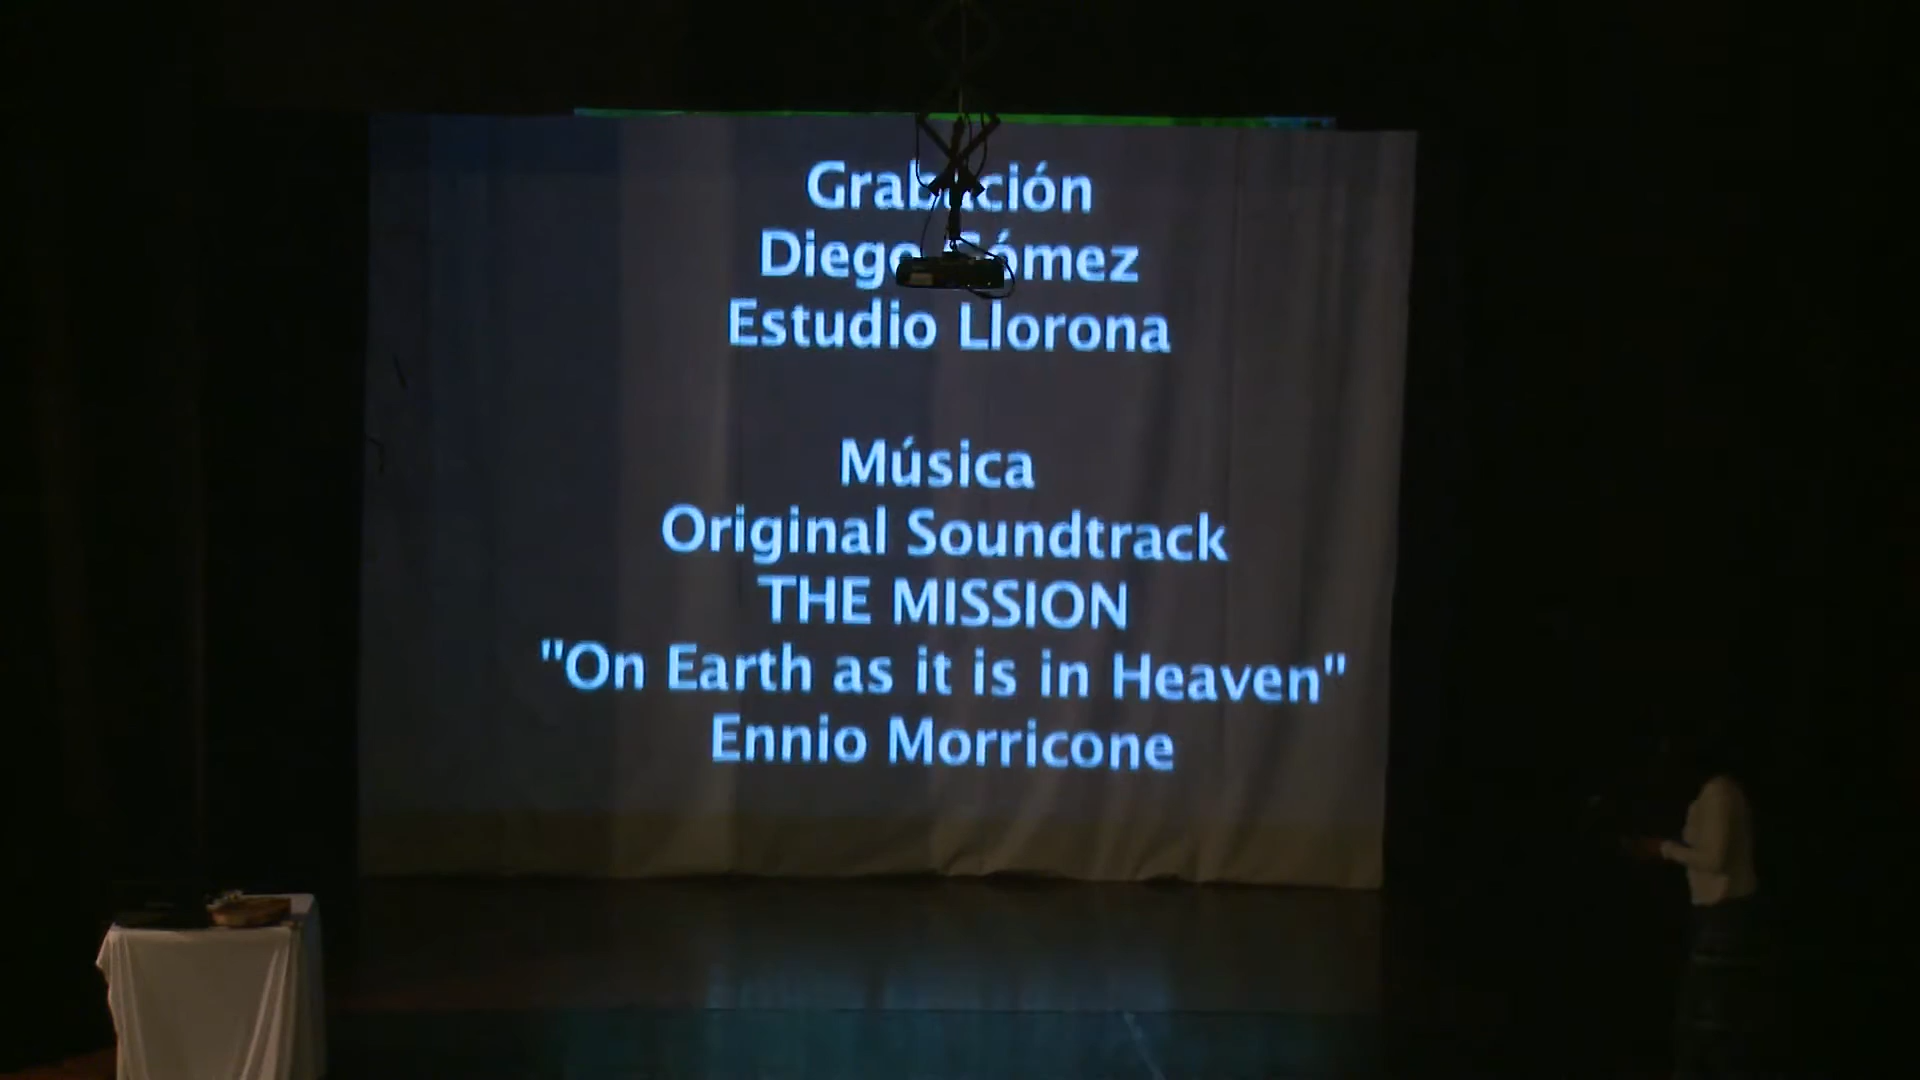 Grabación
Diego Gómez
Estudio Llorona
Música
Original Soundtrack
THE MISSION
"On Earth as it is in Heaven"
Ennio Morricone